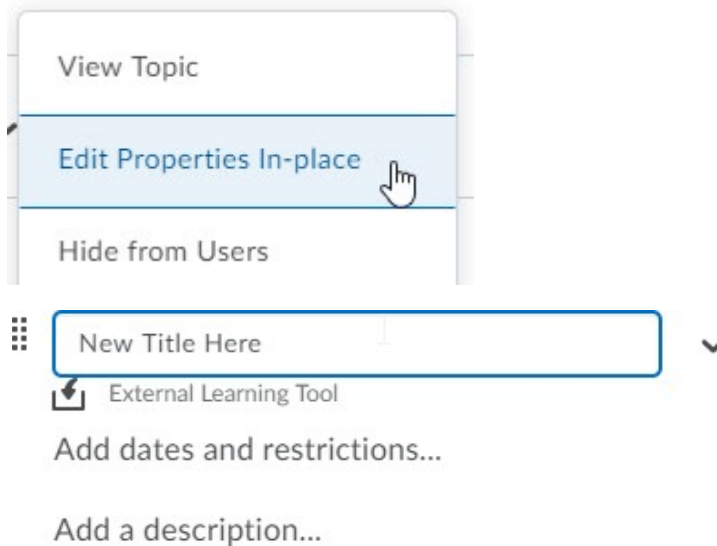 View Topic
Edit Properties In-place
Hide from Users
New Title Here
External Learning Tool
Add dates and restrictions...
Add a description...